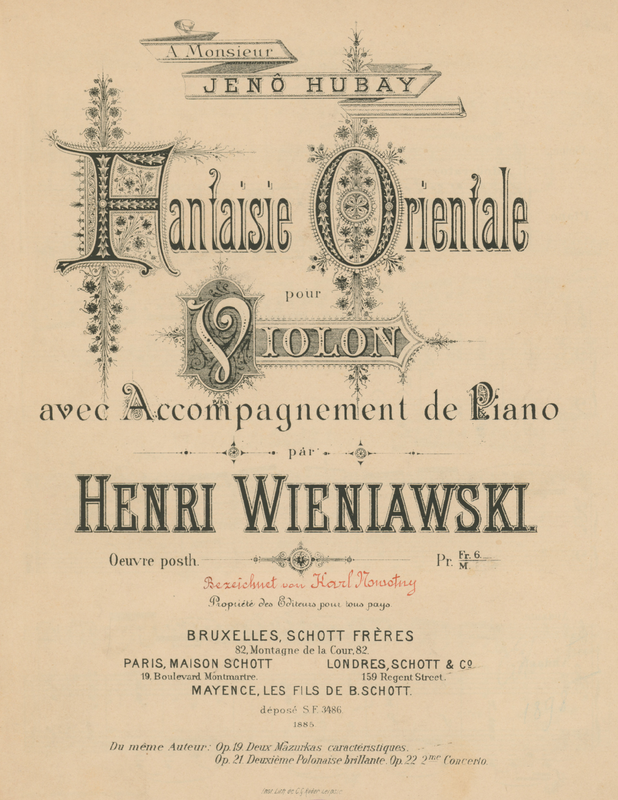 A Monsieur
JENÔ HUBAY
Fantaisie Orientale
pour
VIOLON
avec Accompagnement de Piano
par
HENRI WIENIAWSKI.
Oeuvre posth. Pr. Fr. 6. M.
Bezeichnet von Karl Nowotny
Propriété des Editeurs pour tous pays
BRUXELLES, SCHOTT FRÈRES
82, Montagne de la Cour, 82.
PARIS, MAISON SCHOTT LONDRES, SCHOTT & Cº
19. Boulevard Montmartre. 159 Regent Street.
MAYENCE, LES FILS DE B. SCHOTT.
déposé S.F. 3486.
1885.
Du même Auteur: Op. 19. Deux Mazurkas caractéristiques.
Op. 21. Deuxième Polonaise brillante. Op. 22 2me Concerto.